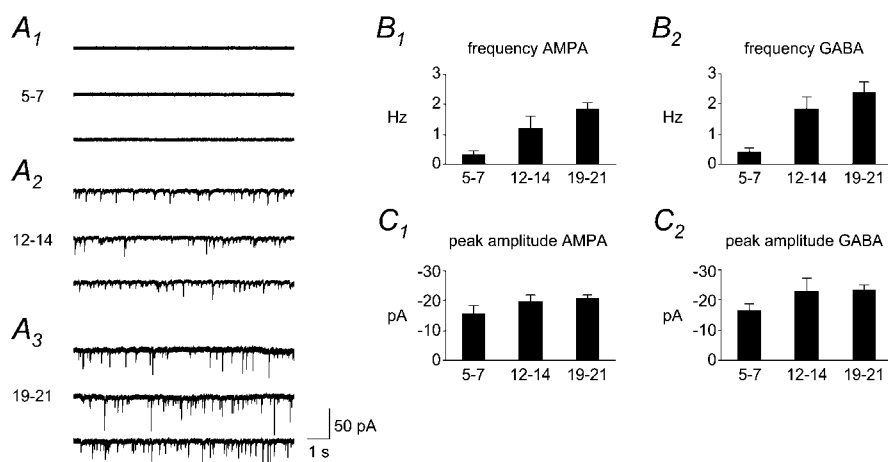 A1
5-7
A2
12-14
A3
19-21
50 pA
1 s
B1
frequency AMPA
3
2
Hz
1
0
5-7 12-14 19-21
B2
frequency GABA
3
2
Hz
1
0
5-7 12-14 19-21
C1
peak amplitude AMPA
-30
-20
pA
-10
0
5-7 12-14 19-21
C2
peak amplitude GABA
-30
-20
pA
-10
0
5-7 12-14 19-21